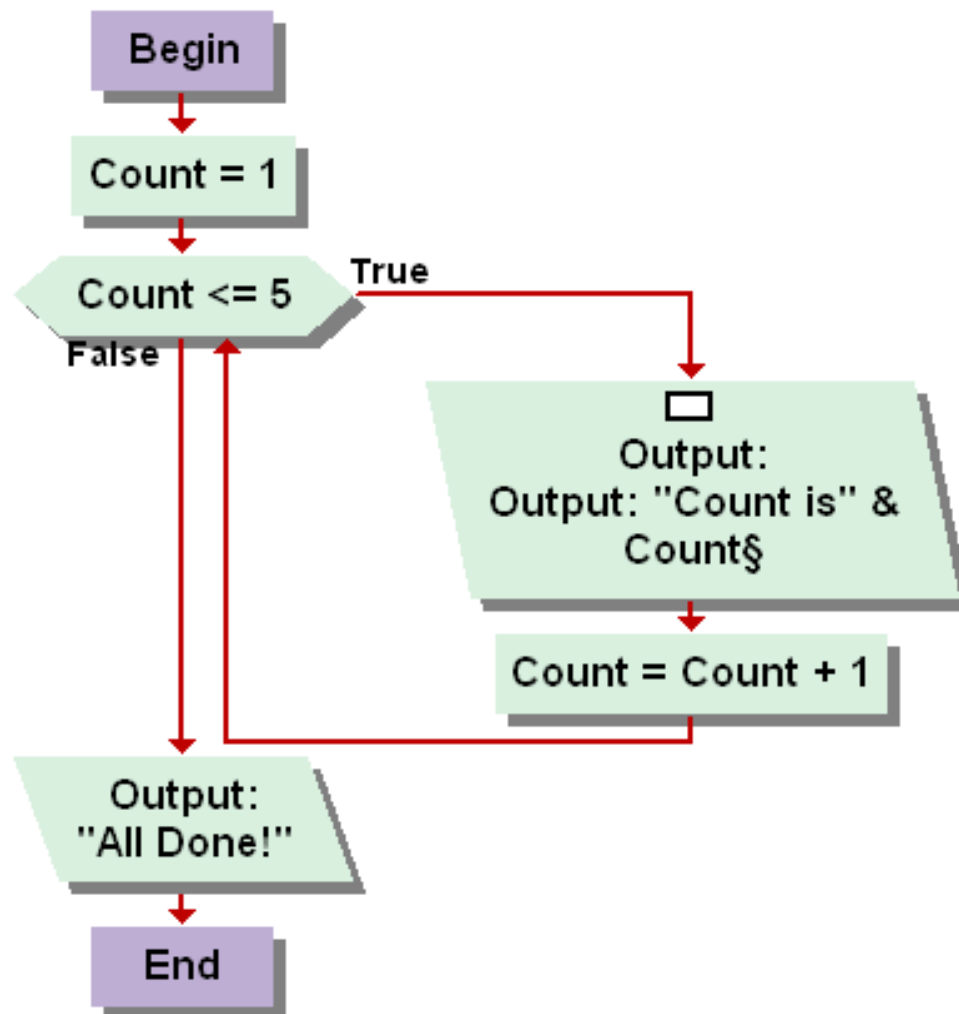 Begin
Count = 1
Count <= 5
True
False
Output:
Output: "Count is" &
Count§
Count = Count + 1
Output:
"All Done!"
End